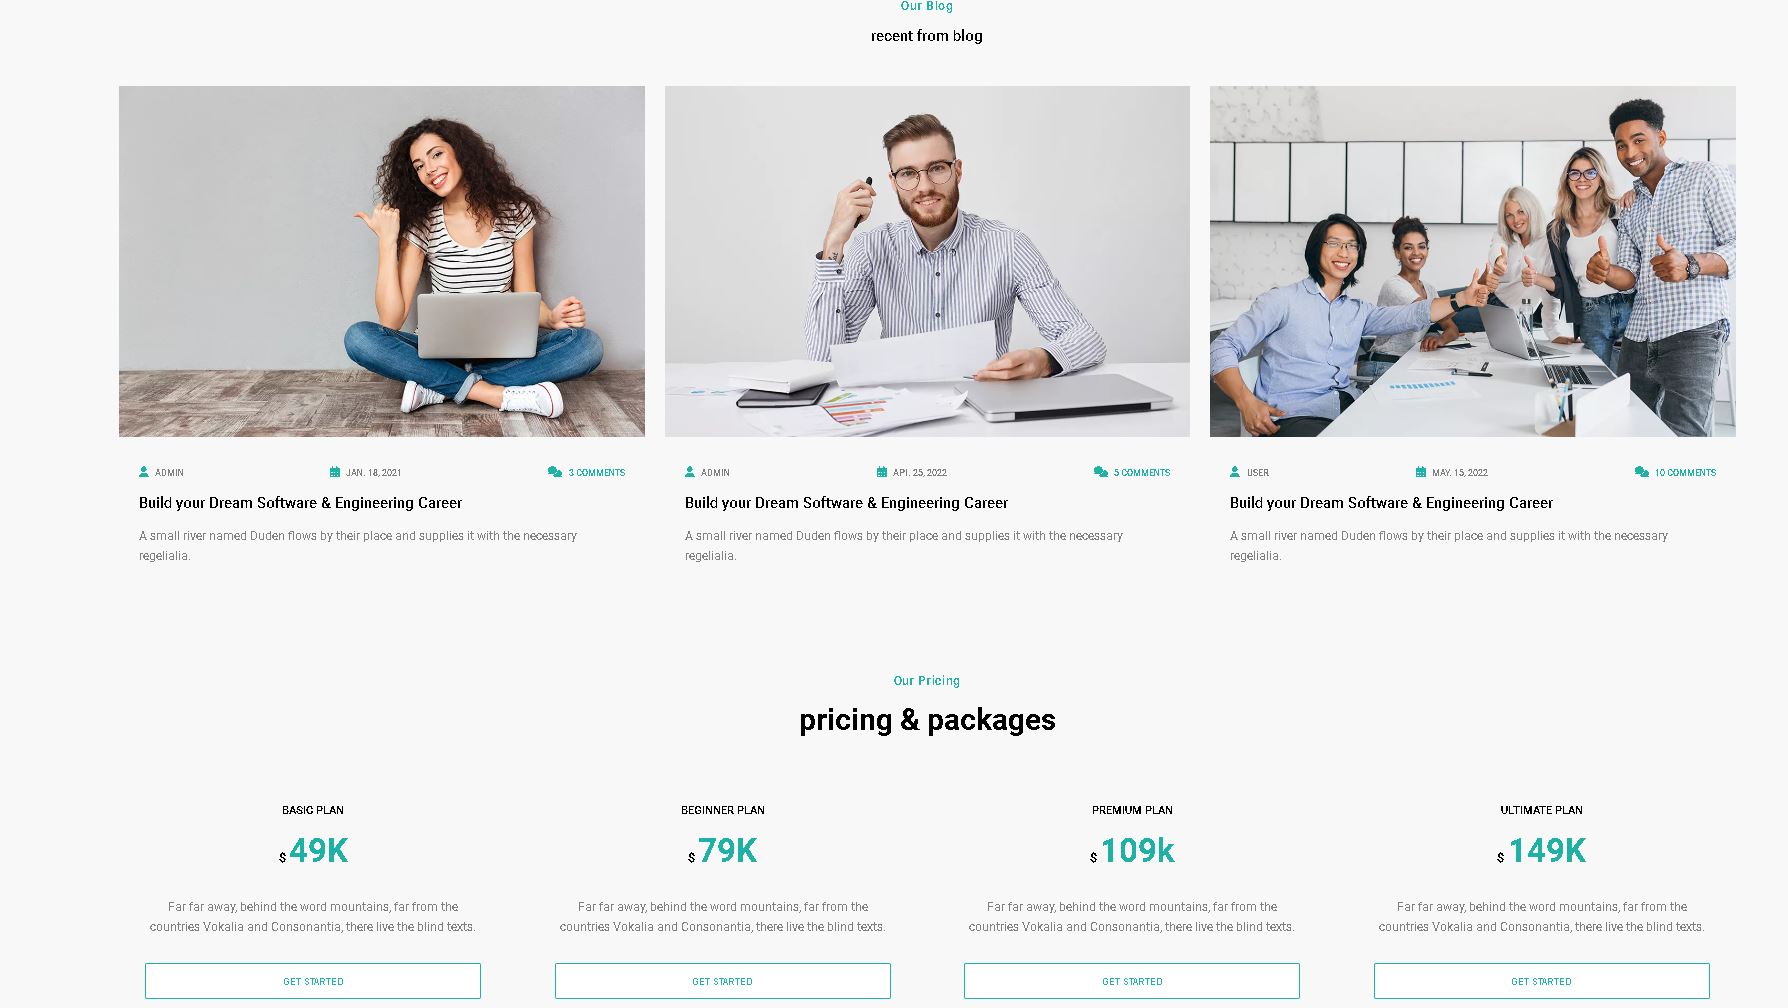 Our Blog
recent from blog
ADMIN JAN. 18, 2021 3 COMMENTS
Build your Dream Software & Engineering Career
A small river named Duden flows by their place and supplies it with the necessary
regelialia.
ADMIN API. 25, 2022 5 COMMENTS
Build your Dream Software & Engineering Career
A small river named Duden flows by their place and supplies it with the necessary
regelialia.
USER MAY. 15, 2022 10 COMMENTS
Build your Dream Software & Engineering Career
A small river named Duden flows by their place and supplies it with the necessary
regelialia.
Our Pricing
pricing & packages
BASIC PLAN
$ 49K
Far far away, behind the word mountains, far from the
countries Vokalia and Consonantia, there live the blind texts.
GET STARTED
BEGINNER PLAN
$ 79K
Far far away, behind the word mountains, far from the
countries Vokalia and Consonantia, there live the blind texts.
GET STARTED
PREMIUM PLAN
$ 109k
Far far away, behind the word mountains, far from the
countries Vokalia and Consonantia, there live the blind texts.
GET STARTED
ULTIMATE PLAN
$ 149K
Far far away, behind the word mountains, far from the
countries Vokalia and Consonantia, there live the blind texts.
GET STARTED